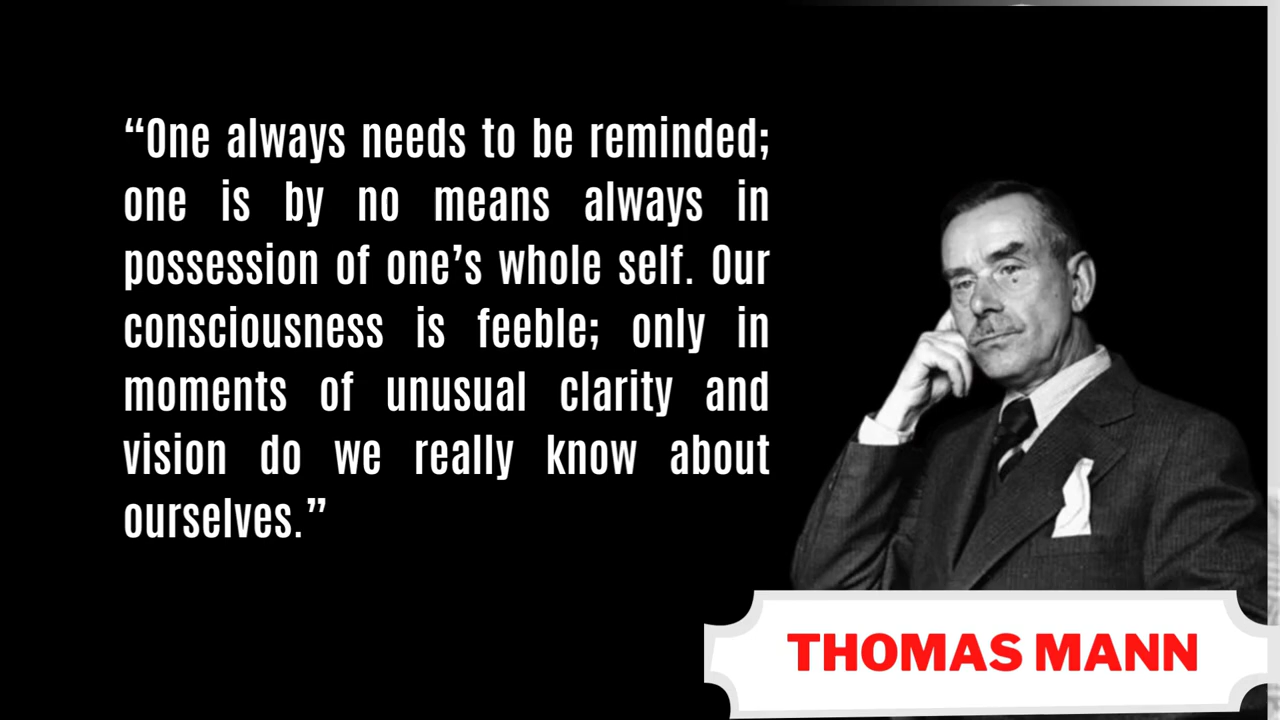 “One always needs to be reminded;
one is by no means always in
possession of one’s whole self. Our
consciousness is feeble; only in
moments of unusual clarity and
vision do we really know about
ourselves.”
THOMAS MANN